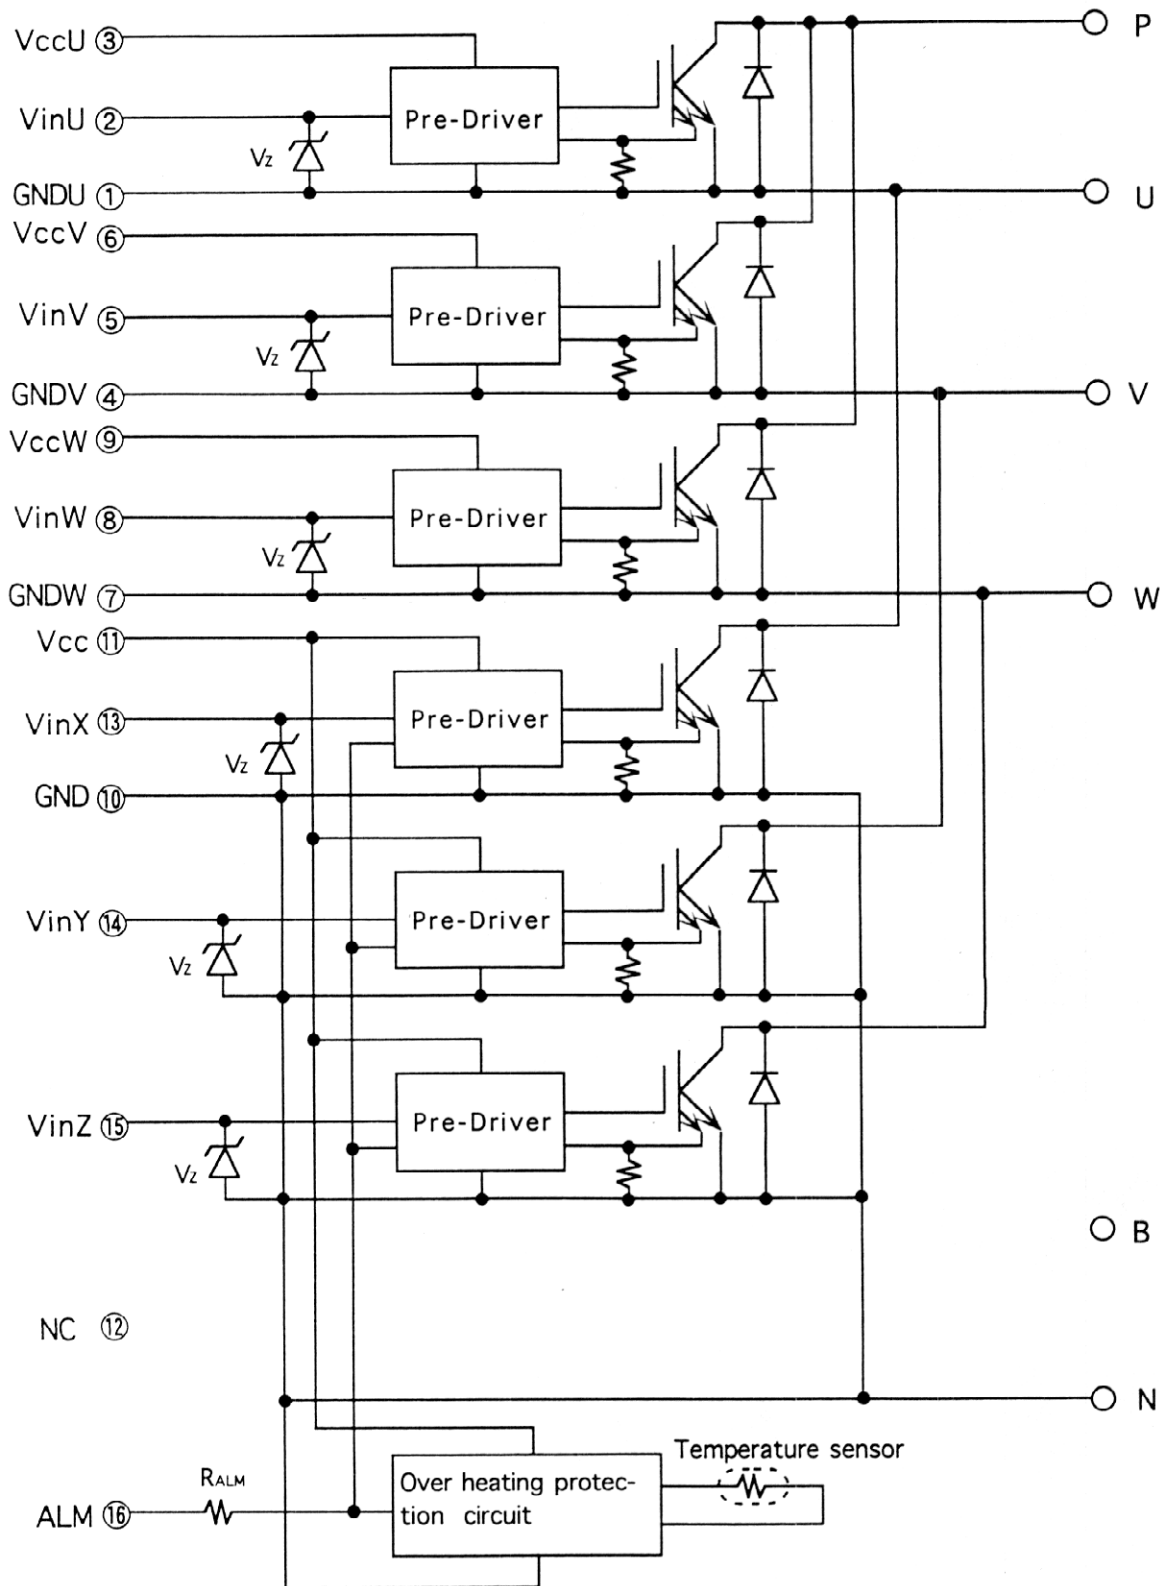 VccU ③
P
VinU ②
Pre-Driver
Vz
GNDU ①
U
VccV ⑥
VinV ⑤
Pre-Driver
Vz
GNDV ④
V
VccW ⑨
VinW ⑧
Pre-Driver
Vz
GNDW ⑦
W
Vcc ⑪
VinX ⑬
Pre-Driver
Vz
GND ⑩
VinY ⑭
Pre-Driver
Vz
VinZ ⑮
Pre-Driver
Vz
B
NC ⑫
N
Temperature sensor
RALM
Over heating protec-
tion circuit
ALM ⑯